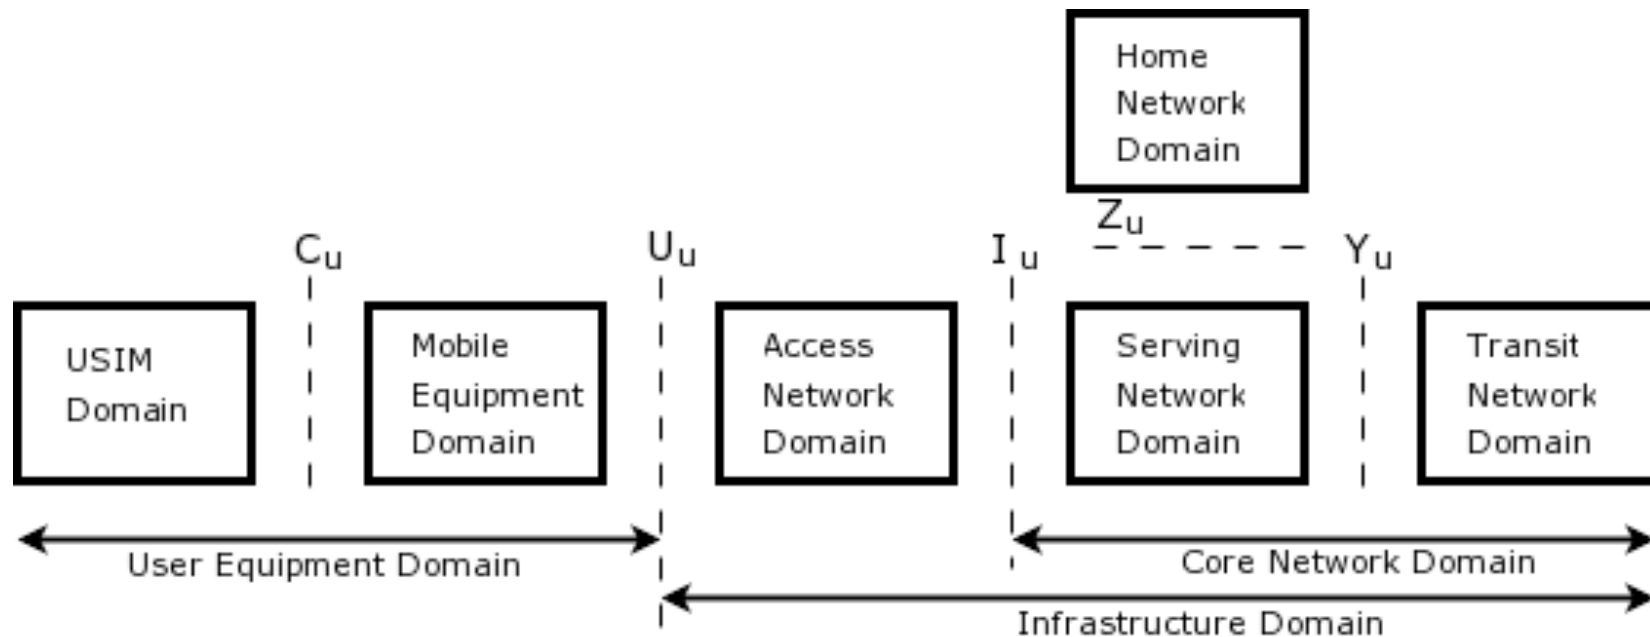 Home
Network
Domain
Zu
Cu
Uu
Iu
Yu
USIM
Domain
Mobile
Equipment
Domain
Access
Network
Domain
Serving
Network
Domain
Transit
Network
Domain
User Equipment Domain
Core Network Domain
Infrastructure Domain